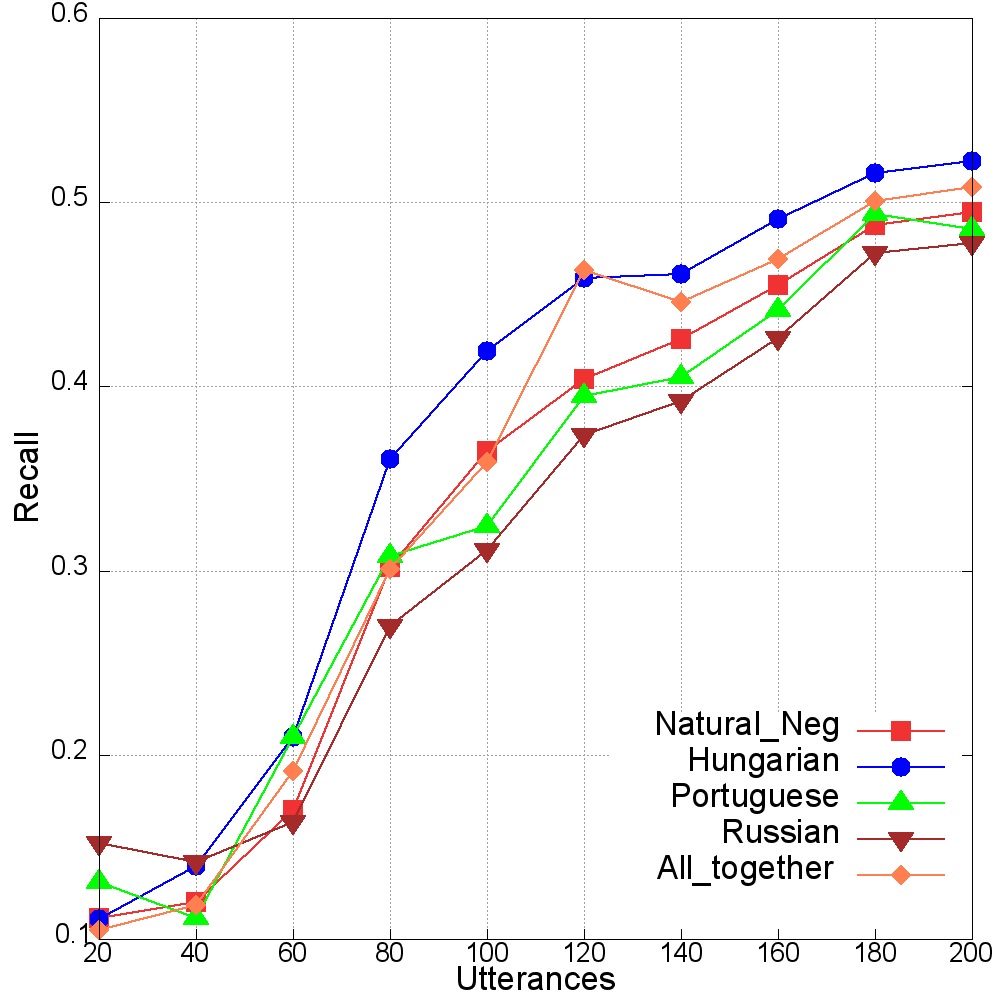 0.6
0.5
0.4
0.3
0.2
0.1
Recall
Natural_Neg
Hungarian
Portuguese
Russian
All_together
20 40 60 80 100 120 140 160 180 200
Utterances